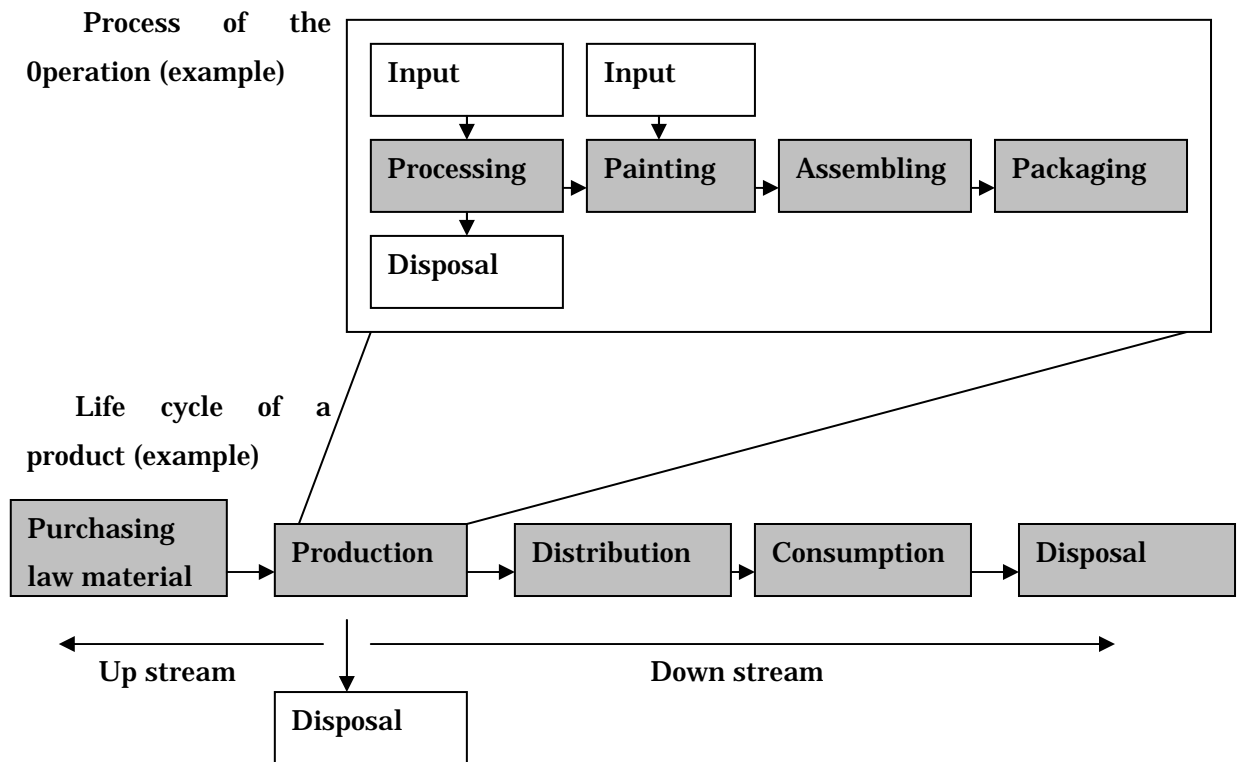 Process of the
0peration (example)
Input Input
Processing Painting Assembling Packaging
Disposal
Life cycle of a
product (example)
Purchasing
law material
Production Distribution Consumption Disposal
Up stream Down stream
Disposal